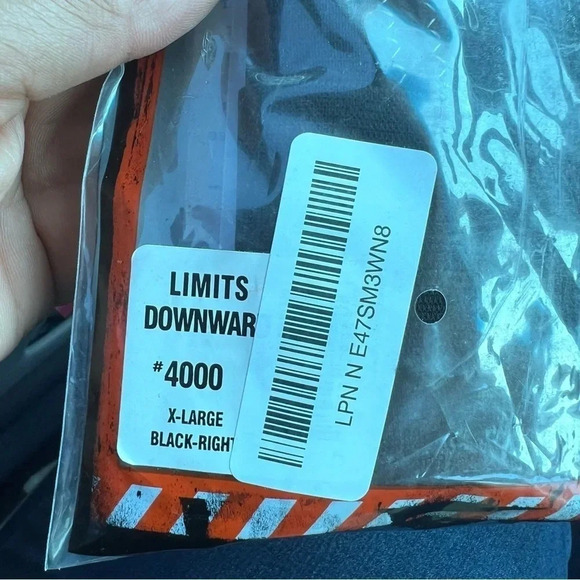 LIMITS
DOWNWAR
#4000
X-LARGE
BLACK-RIGHT
LPN N E47SM3WN8